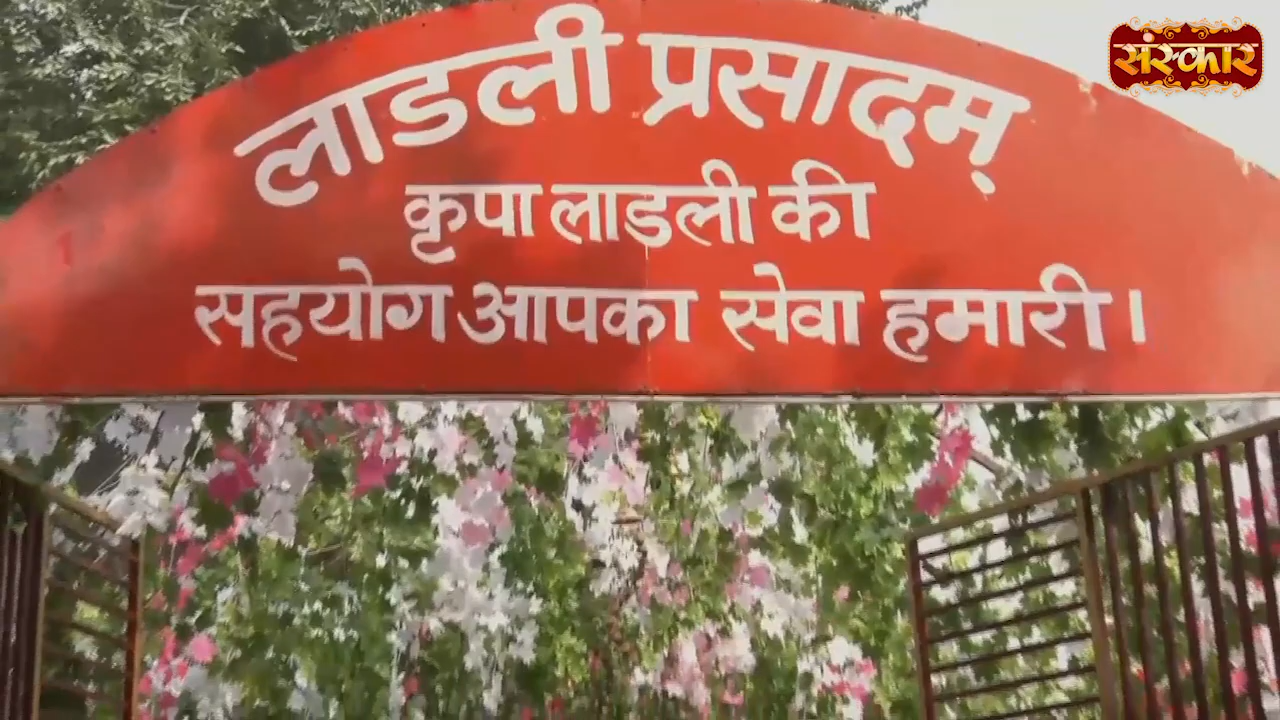 संस्कार
लाडली प्रसादम्
कृपा लाडली की
सहयोग आपका सेवा हमारी।